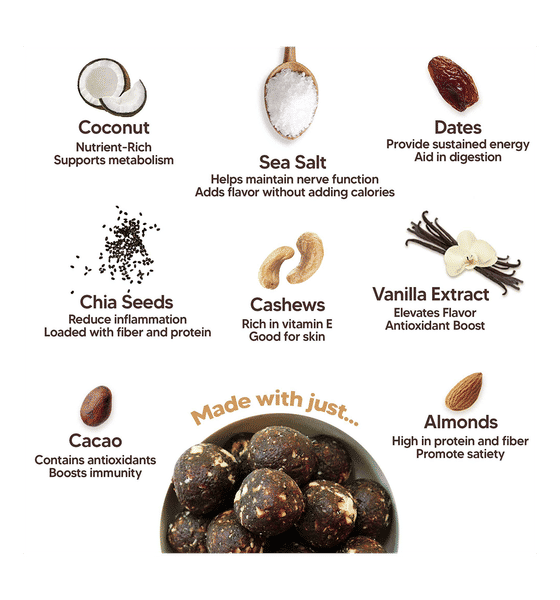 Coconut
Nutrient-Rich
Supports metabolism
Sea Salt
Helps maintain nerve function
Adds flavor without adding calories
Dates
Provide sustained energy
Aid in digestion
Chia Seeds
Reduce inflammation
Loaded with fiber and protein
Cashews
Rich in vitamin E
Good for skin
Vanilla Extract
Elevates Flavor
Antioxidant Boost
Cacao
Contains antioxidants
Boosts immunity
Made with just...
Almonds
High in protein and fiber
Promote satiety